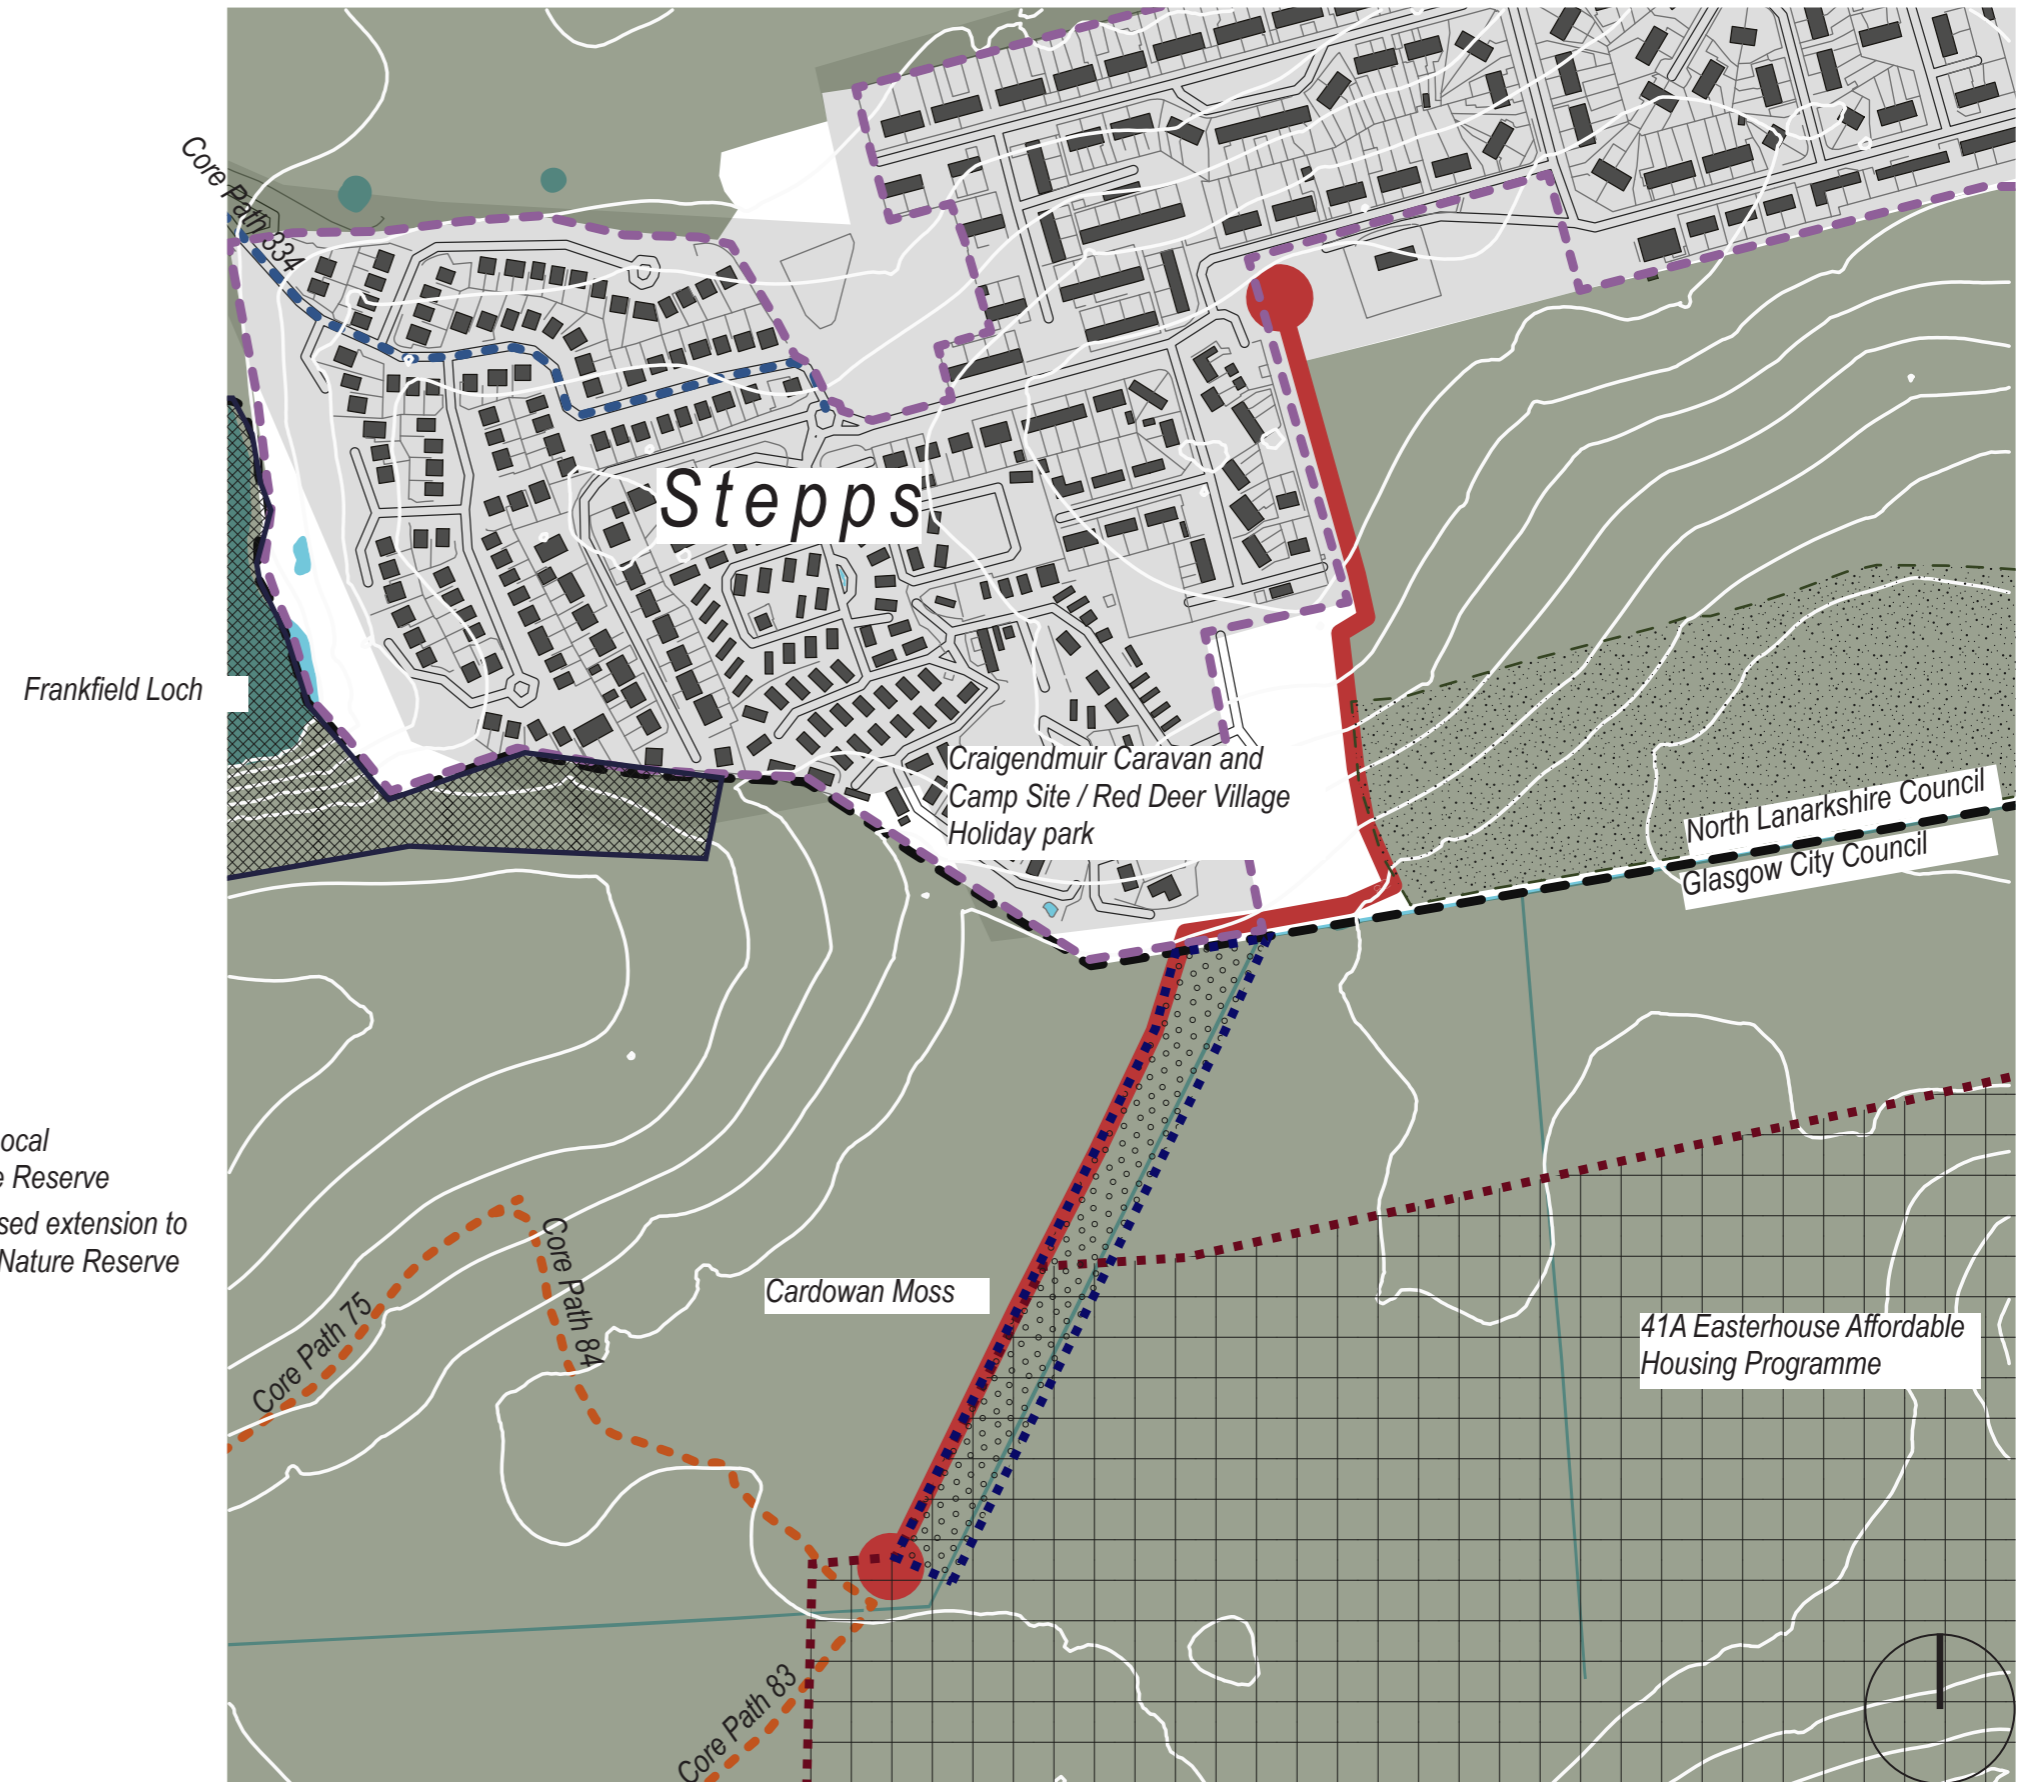 Core Path 334
Stepps
Frankfield Loch
Craigendmuir Caravan and
Camp Site / Red Deer Village
Holiday park
North Lanarkshire Council
Glasgow City Council
Reserve
extension to
Nature Reserve
Core Path 75
Core Path 84
Cardowan Moss
41A Easterhouse Affordable
Housing Programme
Core Path 83